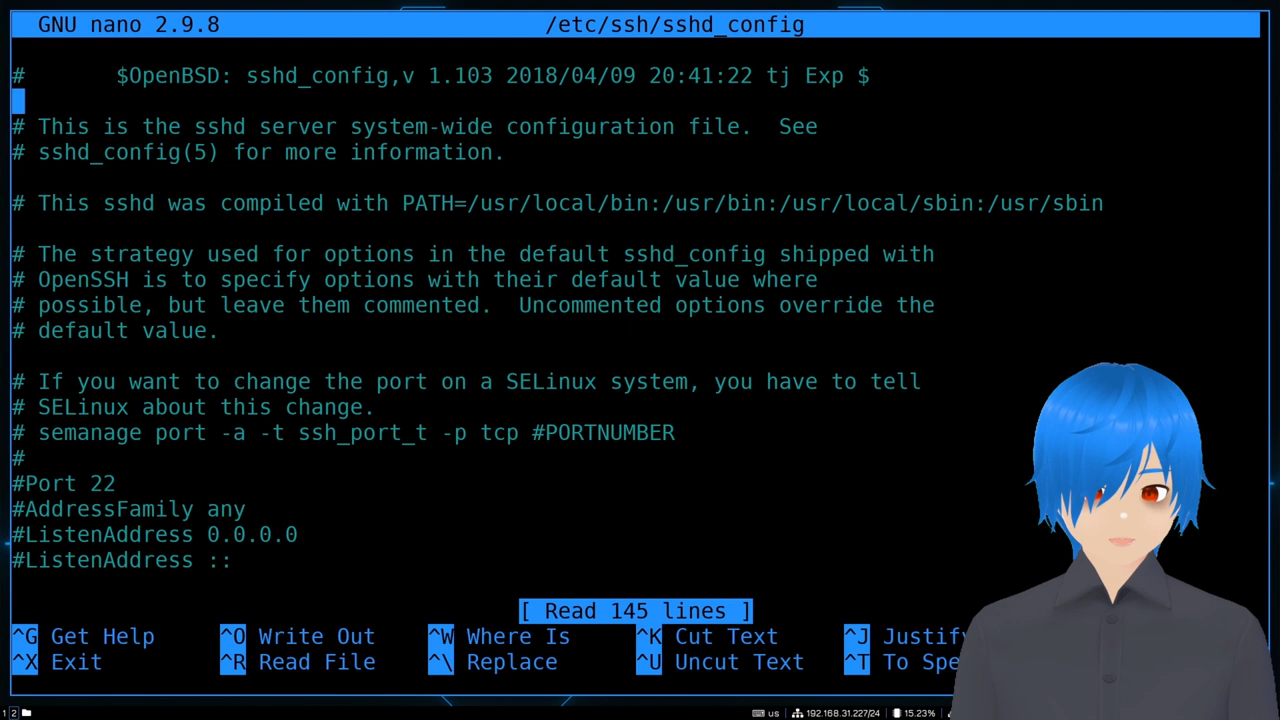 GNU nano 2.9.8 /etc/ssh/sshd_config
# $OpenBSD: sshd_config,v 1.103 2018/04/09 20:41:22 tj Exp $
# This is the sshd server system-wide configuration file.  See
# sshd_config(5) for more information.
# This sshd was compiled with PATH=/usr/local/bin:/usr/bin:/usr/local/sbin:/usr/sbin
# The strategy used for options in the default sshd_config shipped with
# OpenSSH is to specify options with their default value where
# possible, but leave them commented.  Uncommented options override the
# default value.
# If you want to change the port on a SELinux system, you have to tell
# SELinux about this change.
# semanage port -a -t ssh_port_t -p tcp #PORTNUMBER
#
#Port 22
#AddressFamily any
#ListenAddress 0.0.0.0
#ListenAddress ::
[ Read 145 lines ]
^G Get Help ^O Write Out ^W Where Is ^K Cut Text ^J Justify
^X Exit ^R Read File ^\ Replace ^U Uncut Text ^T To Spe
1 2 us 192.168.31.227/24 15.23%